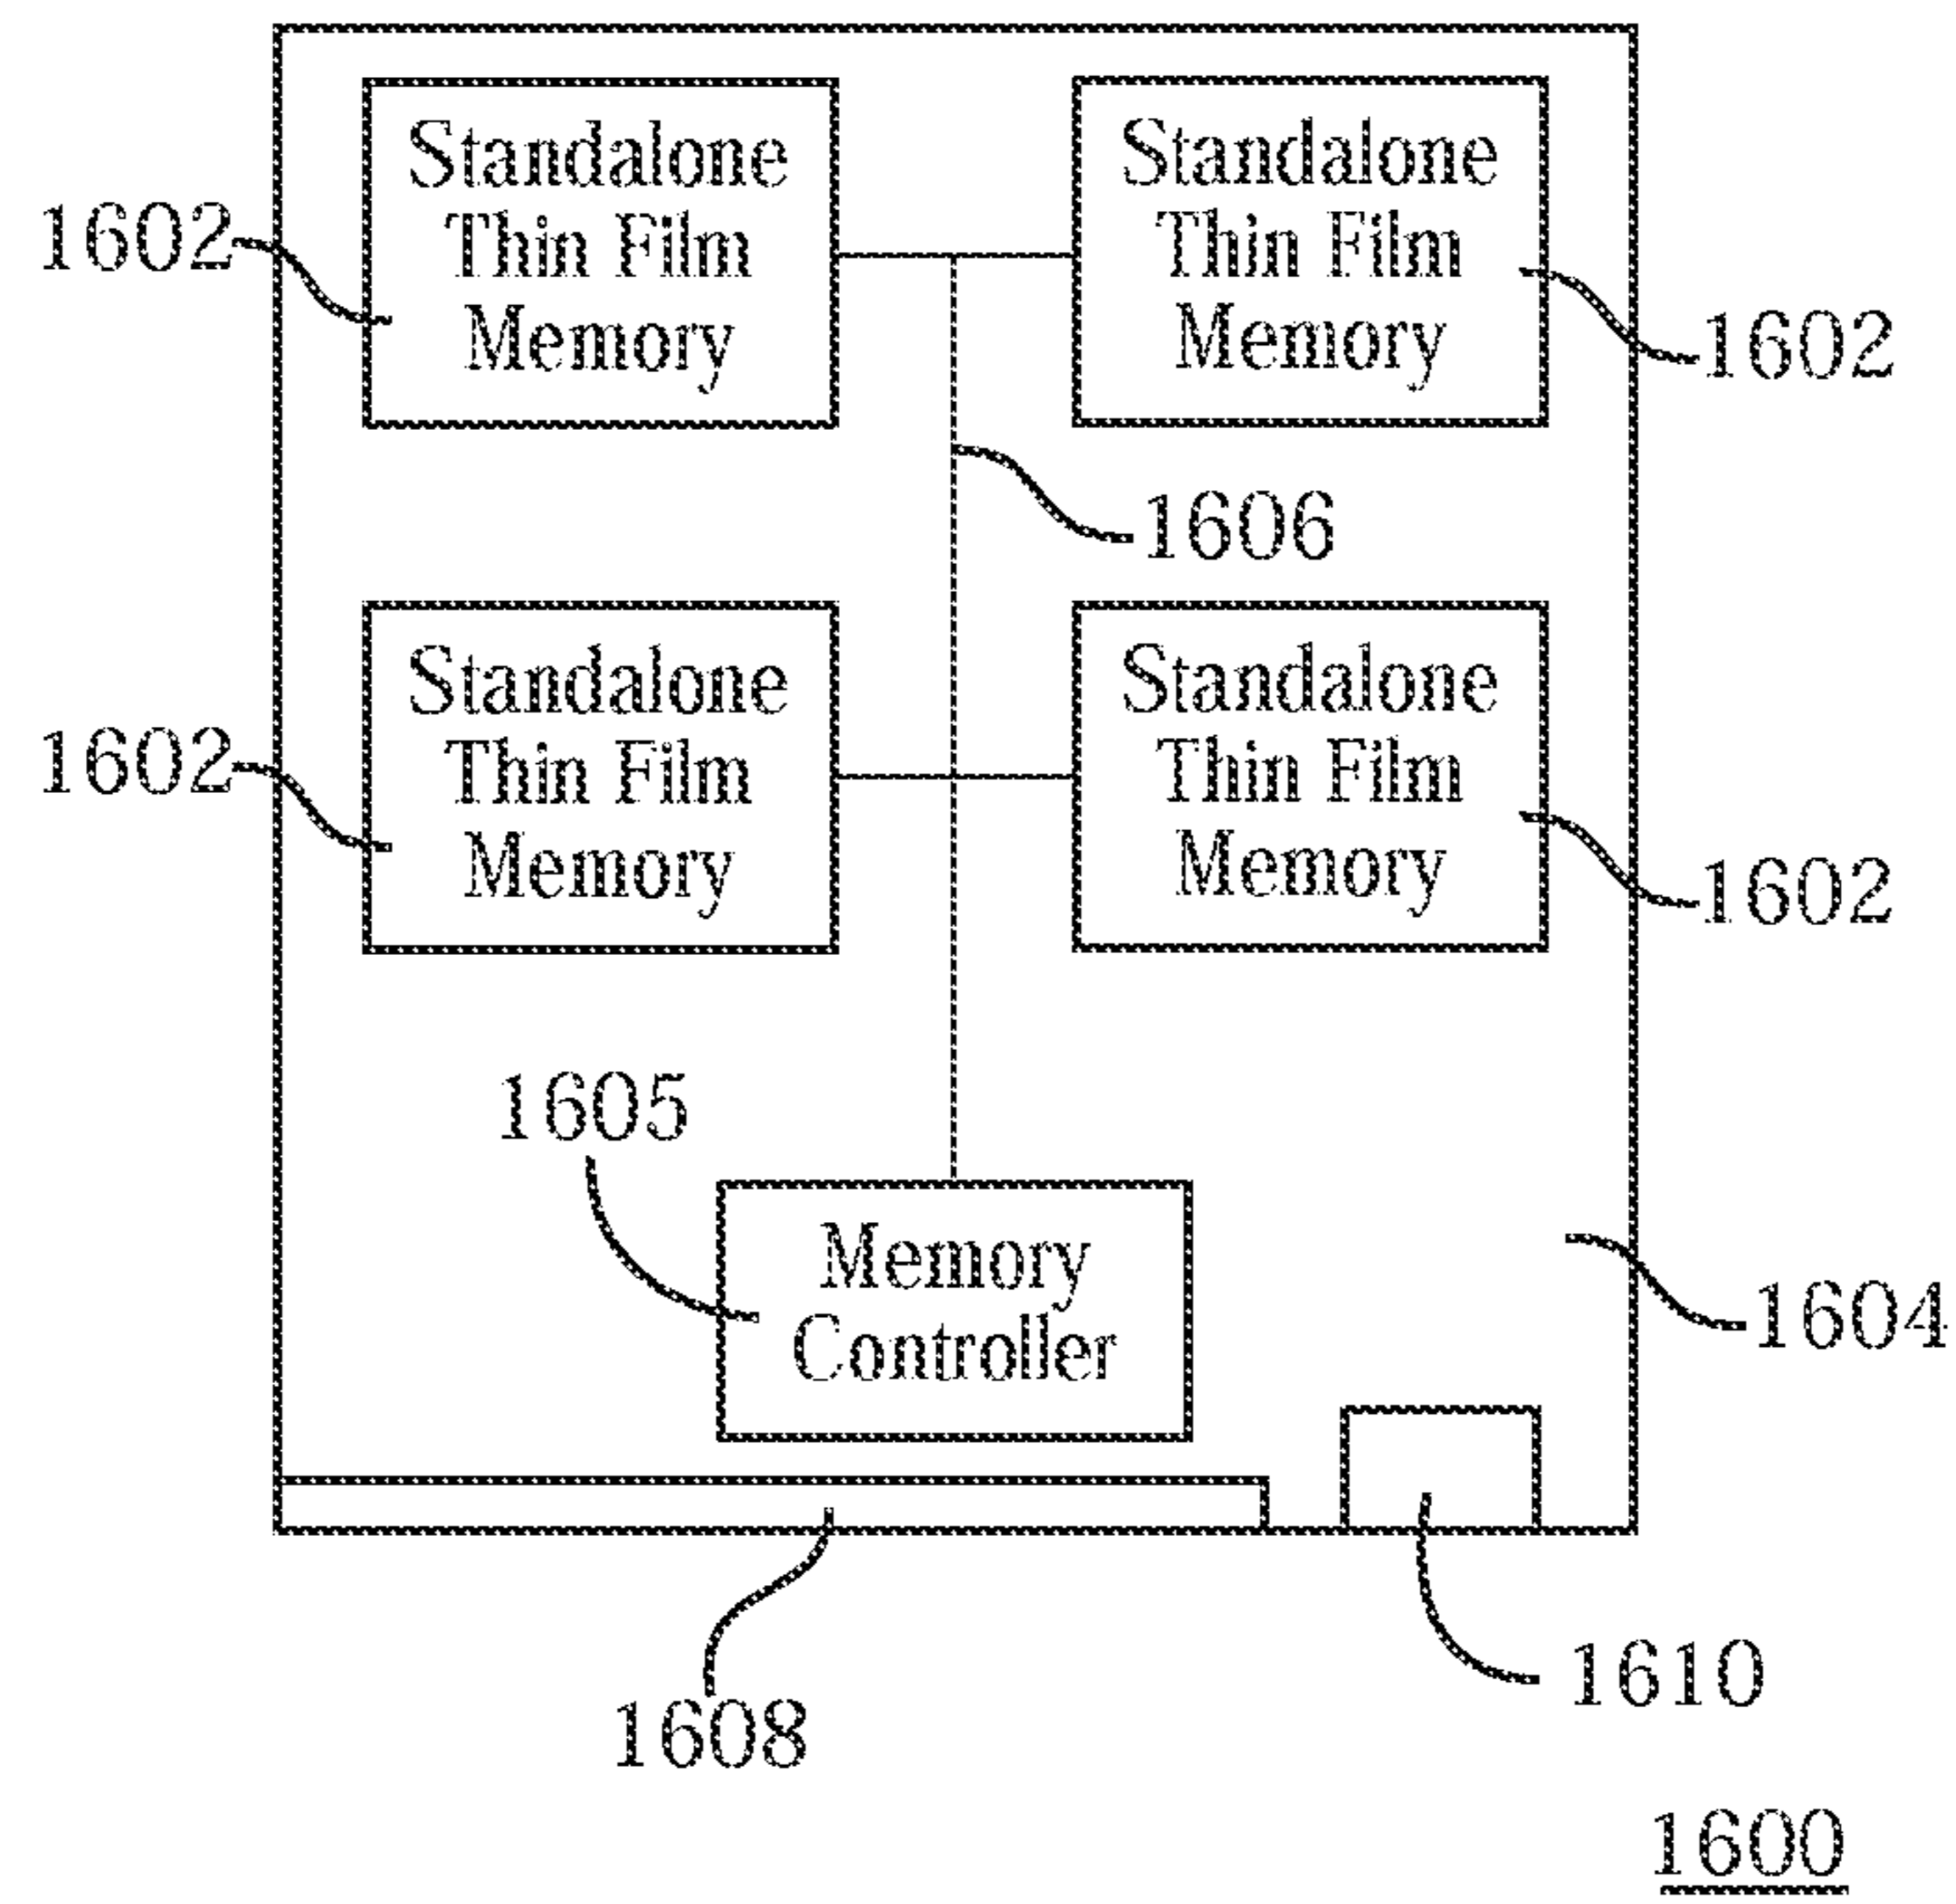 Standalone
Thin Film
Memory
Standalone
Thin Film
Memory
1602
1602
1606
Standalone
Thin Film
Memory
Standalone
Thin Film
Memory
1602
1602
1605
Memory
Controller
1604
1610
1608
1600